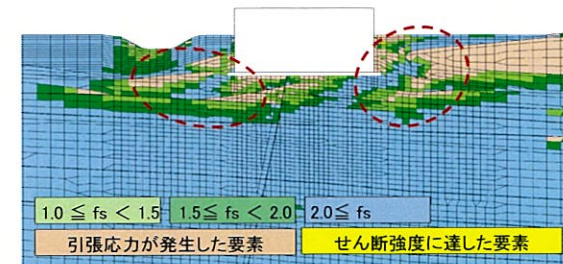 1.0 ≦ fs < 1.5 1.5≦ fs < 2.0 2.0≦ fs
引張応力が発生した要素 せん断強度に達した要素